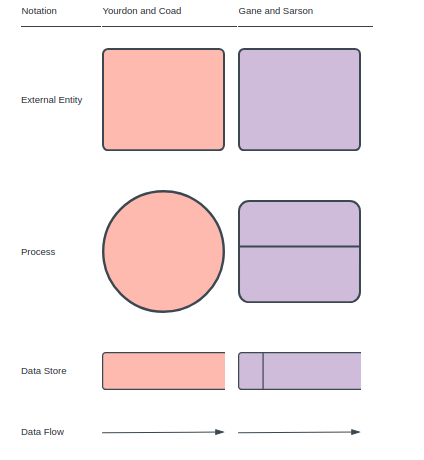 Notation Yourdon and Coad Gane and Sarson
External Entity
Process
Data Store
Data Flow